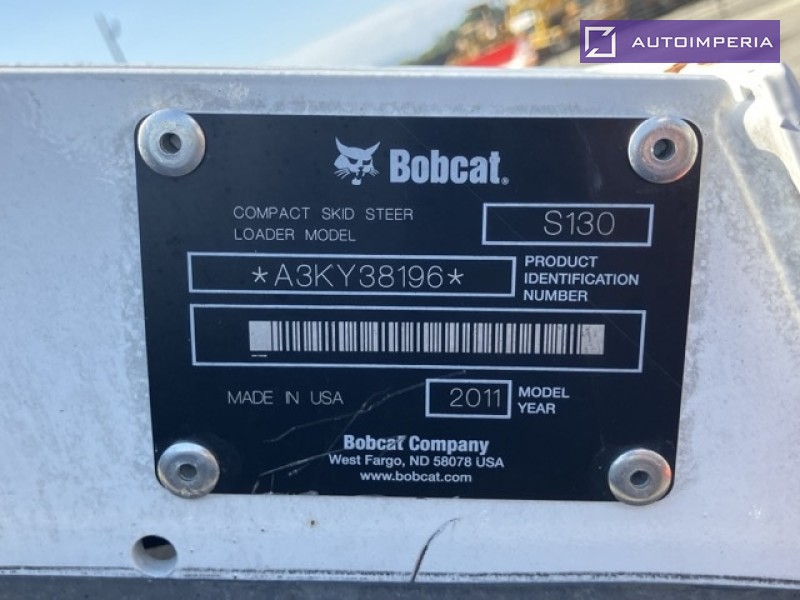 AUTOIMPERIA
Bobcat.
COMPACT SKID STEER
LOADER MODEL
S130
*A3KY38196*
PRODUCT
IDENTIFICATION
NUMBER
MADE IN USA
2011
MODEL
YEAR
Bobcat Company
West Fargo, ND 58078 USA
www.bobcat.com